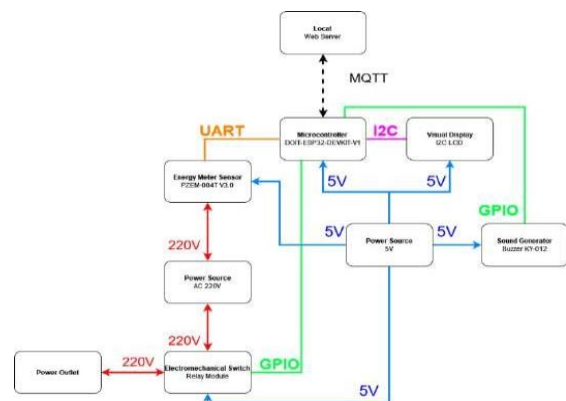 Local
Web Server
MQTT
UART
Microcontroller
DOIT-ESP32-DEVKIT-V1
I2C
Visual Display
I2C LCD
Energy Meter Sensor
PZEM-004T V3.0
5V
5V
GPIO
220V
5V
Power Source
5V
5V
Sound Generator
Buzzer KY-012
Power Source
AC 220V
220V
Power Outlet
220V
Electromechanical Switch
Relay Module
GPIO
5V